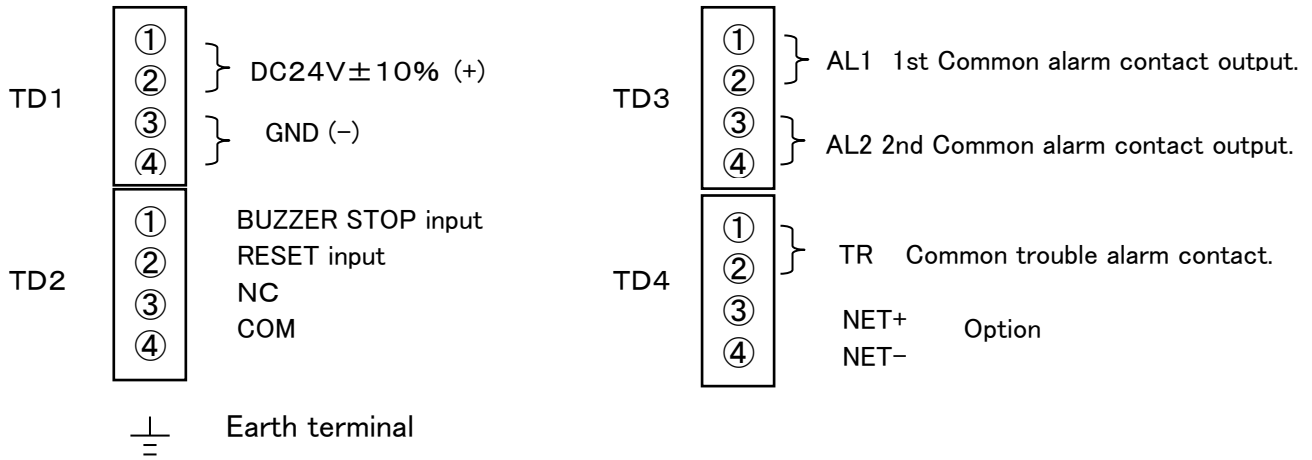 TD1
①
②
③
④
DC24V±10% (+)
GND (−)
TD2
①
②
③
④
BUZZER STOP input
RESET input
NC
COM
Earth terminal
TD3
①
②
③
④
AL1 1st Common alarm contact output.
AL2 2nd Common alarm contact output.
TD4
①
②
③
④
TR Common trouble alarm contact.
NET+
NET−
Option